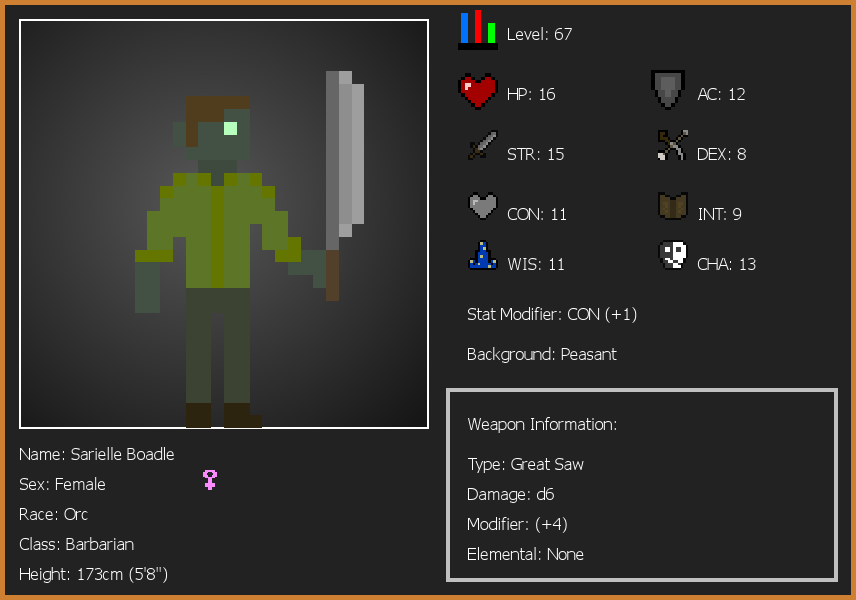 Level: 67
HP: 16
AC: 12
STR: 15
DEX: 8
CON: 11
INT: 9
WIS: 11
CHA: 13
Stat Modifier: CON (+1)
Background: Peasant
Weapon Information:
Type: Great Saw
Damage: d6
Modifier: (+4)
Elemental: None
Name: Sarielle Boadle
Sex: Female
Race: Orc
Class: Barbarian
Height: 173cm (5'8")